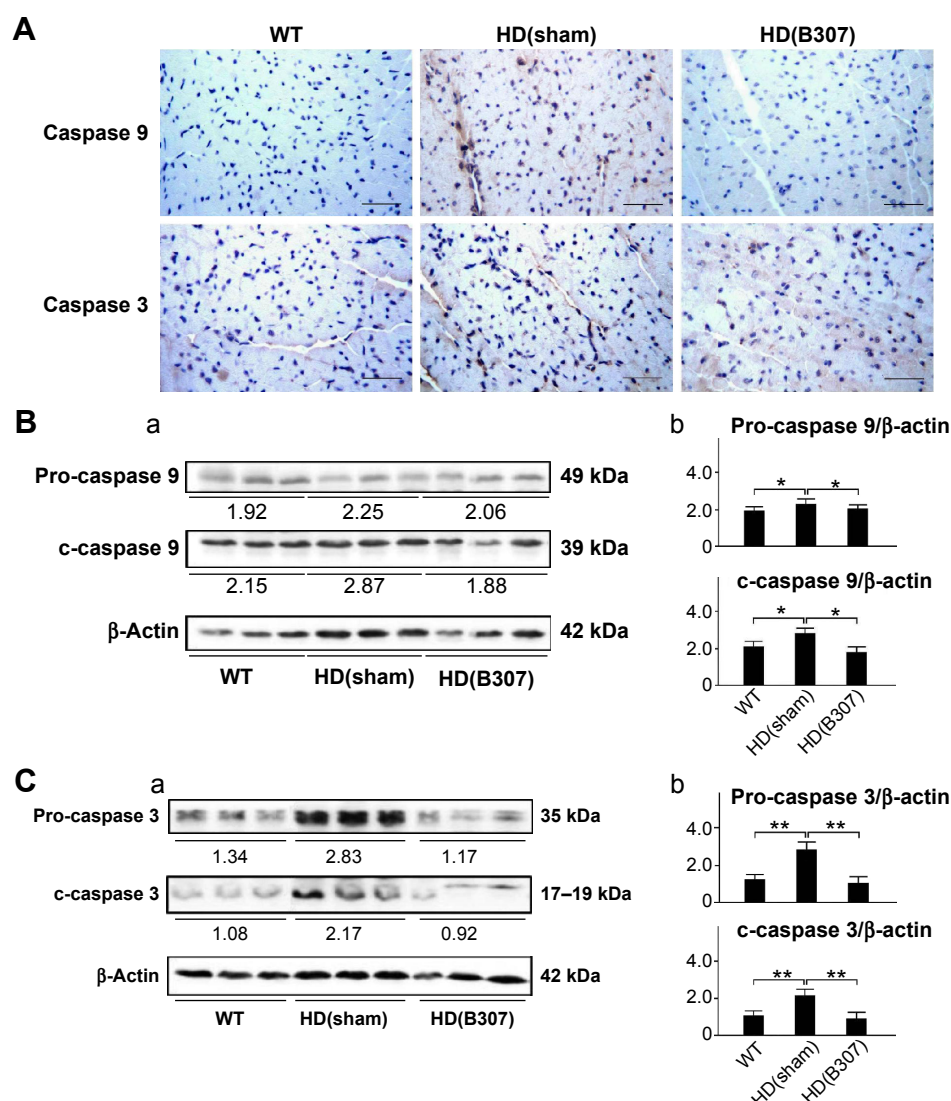 A
WT
HD(sham)
HD(B307)
Caspase 9
Caspase 3
B
a
Pro-caspase 9
49 kDa
1.92
2.25
2.06
c-caspase 9
39 kDa
2.15
2.87
1.88
β-Actin
42 kDa
WT
HD(sham)
HD(B307)
b
Pro-caspase 9/β-actin
4.0
* *
2.0
0
c-caspase 9/β-actin
4.0
* *
2.0
0
WT
HD(sham)
HD(B307)
C
a
Pro-caspase 3
35 kDa
1.34
2.83
1.17
c-caspase 3
17–19 kDa
1.08
2.17
0.92
β-Actin
42 kDa
WT
HD(sham)
HD(B307)
b
Pro-caspase 3/β-actin
4.0
** **
2.0
0
c-caspase 3/β-actin
4.0
** **
2.0
0
WT
HD(sham)
HD(B307)